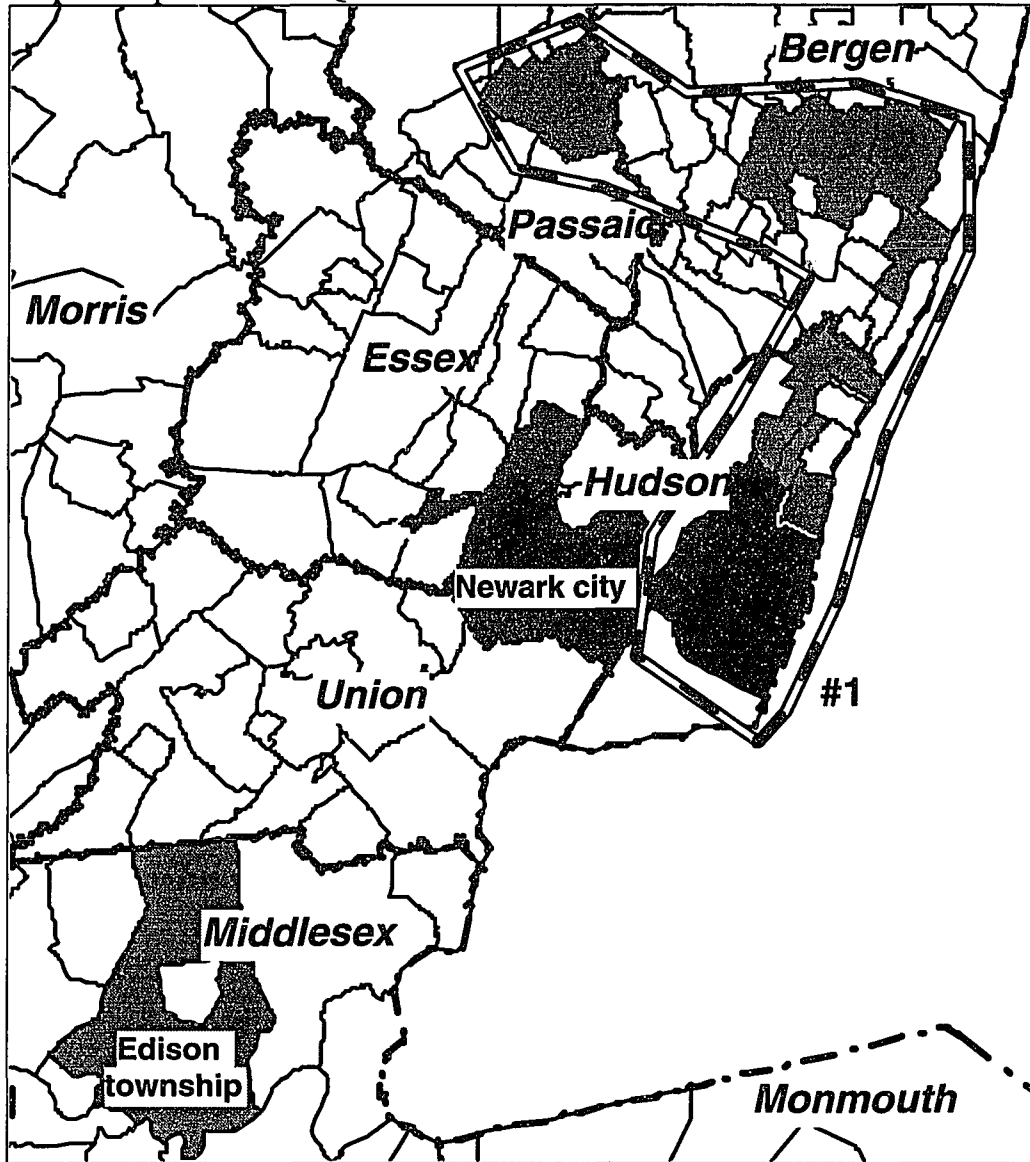 Bergen
Passaic
Morris
Essex
Hudson
Newark city
Union
#1
Middlesex
Edison
township
Monmouth